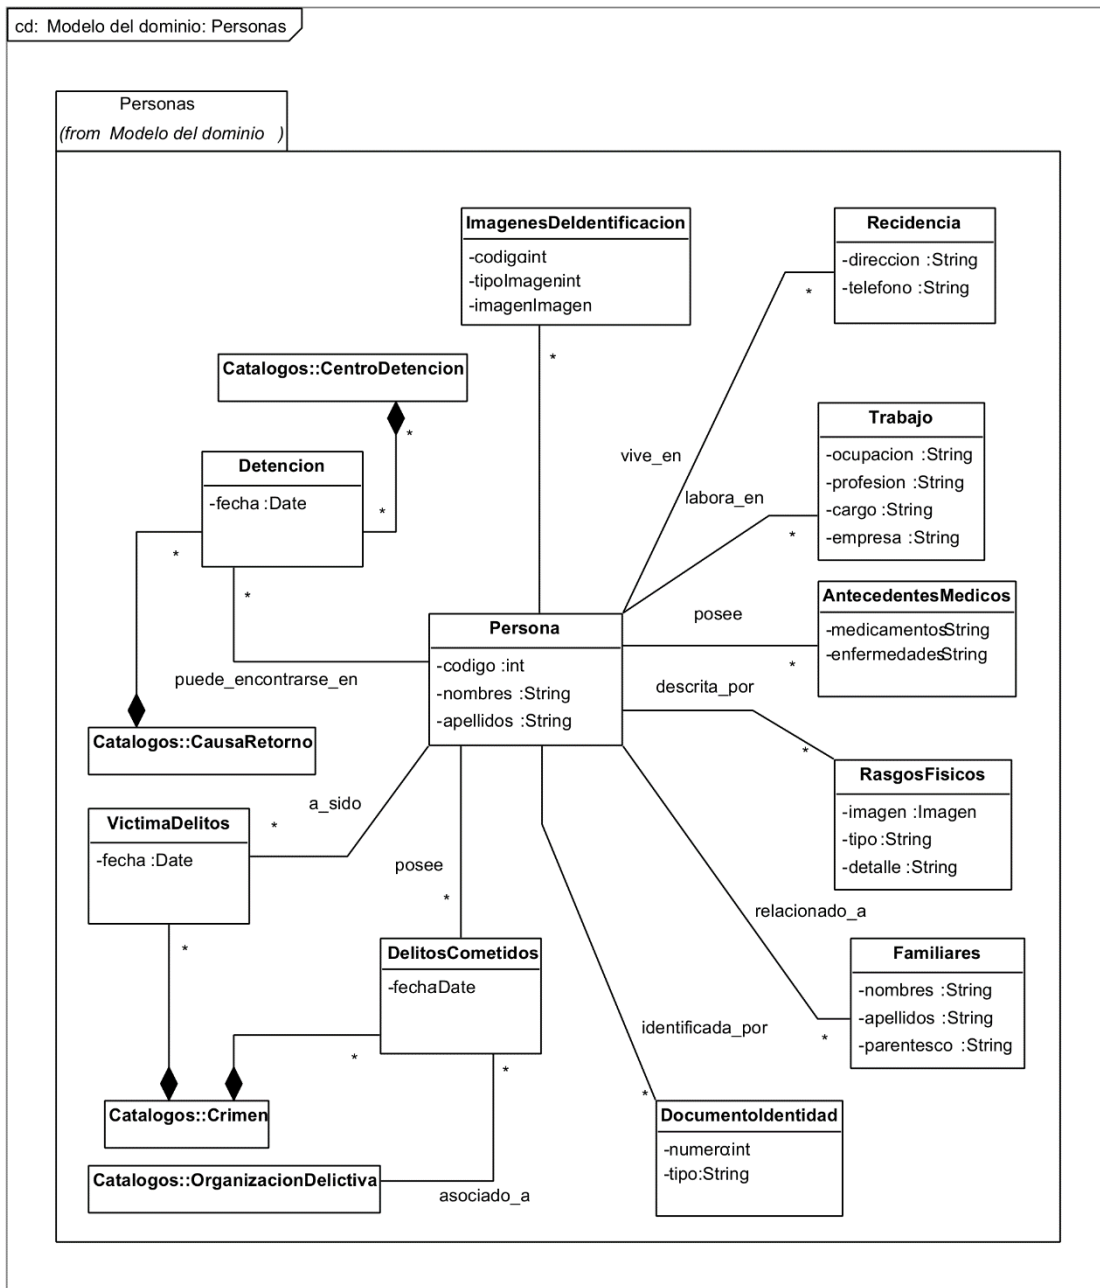 cd: Modelo del dominio: Personas
Personas
(from Modelo del dominio )
ImagenesDeIdentificacion
-codigo:int
-tipoImagen:int
-imagen:Imagen
*
Recidencia
-direccion :String
-telefono :String
*
vive_en
Catalogos::CentroDetencion
*
*
Detencion
-fecha :Date
*
*
Trabajo
-ocupacion :String
-profesion :String
-cargo :String
-empresa :String
*
labora_en
AntecedentesMedicos
-medicamentos:String
-enfermedades:String
*
posee
Persona
-codigo :int
-nombres :String
-apellidos :String
puede_encontrarse_en
descrita_por
*
Catalogos::CausaRetorno
RasgosFisicos
-imagen :Imagen
-tipo :String
-detalle :String
VictimaDelitos
-fecha :Date
*
a_sido
*
posee
*
relacionado_a
DelitosCometidos
-fecha:Date
*
*
Familiares
-nombres :String
-apellidos :String
-parentesco :String
*
identificada_por
*
Catalogos::Crimen
DocumentoIdentidad
-numero:int
-tipo:String
Catalogos::OrganizacionDelictiva
asociado_a